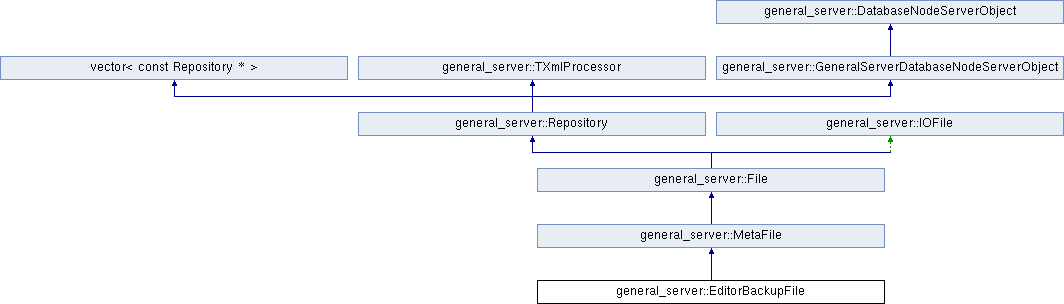 general_server::DatabaseNodeServerObject
vector< const Repository * >
general_server::TXmlProcessor
general_server::GeneralServerDatabaseNodeServerObject
general_server::Repository
general_server::IOFile
general_server::File
general_server::MetaFile
general_server::EditorBackupFile